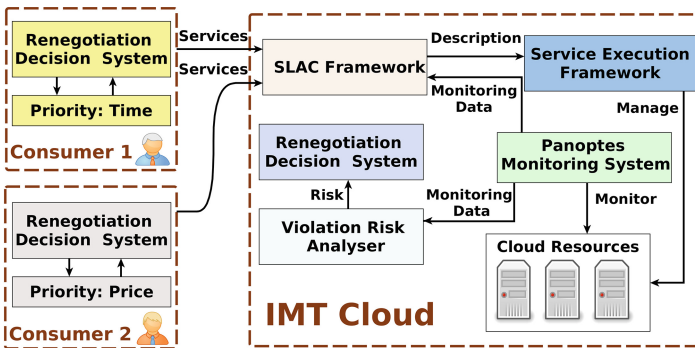 Renegotiation
Decision System
Priority: Time
Consumer 1
Renegotiation
Decision System
Priority: Price
Consumer 2
Services
Services
SLAC Framework
Description
Service Execution
Framework
Monitoring
Data
Manage
Renegotiation
Decision System
Panoptes
Monitoring System
Risk
Monitoring
Data
Monitor
Violation Risk
Analyser
Cloud Resources
IMT Cloud